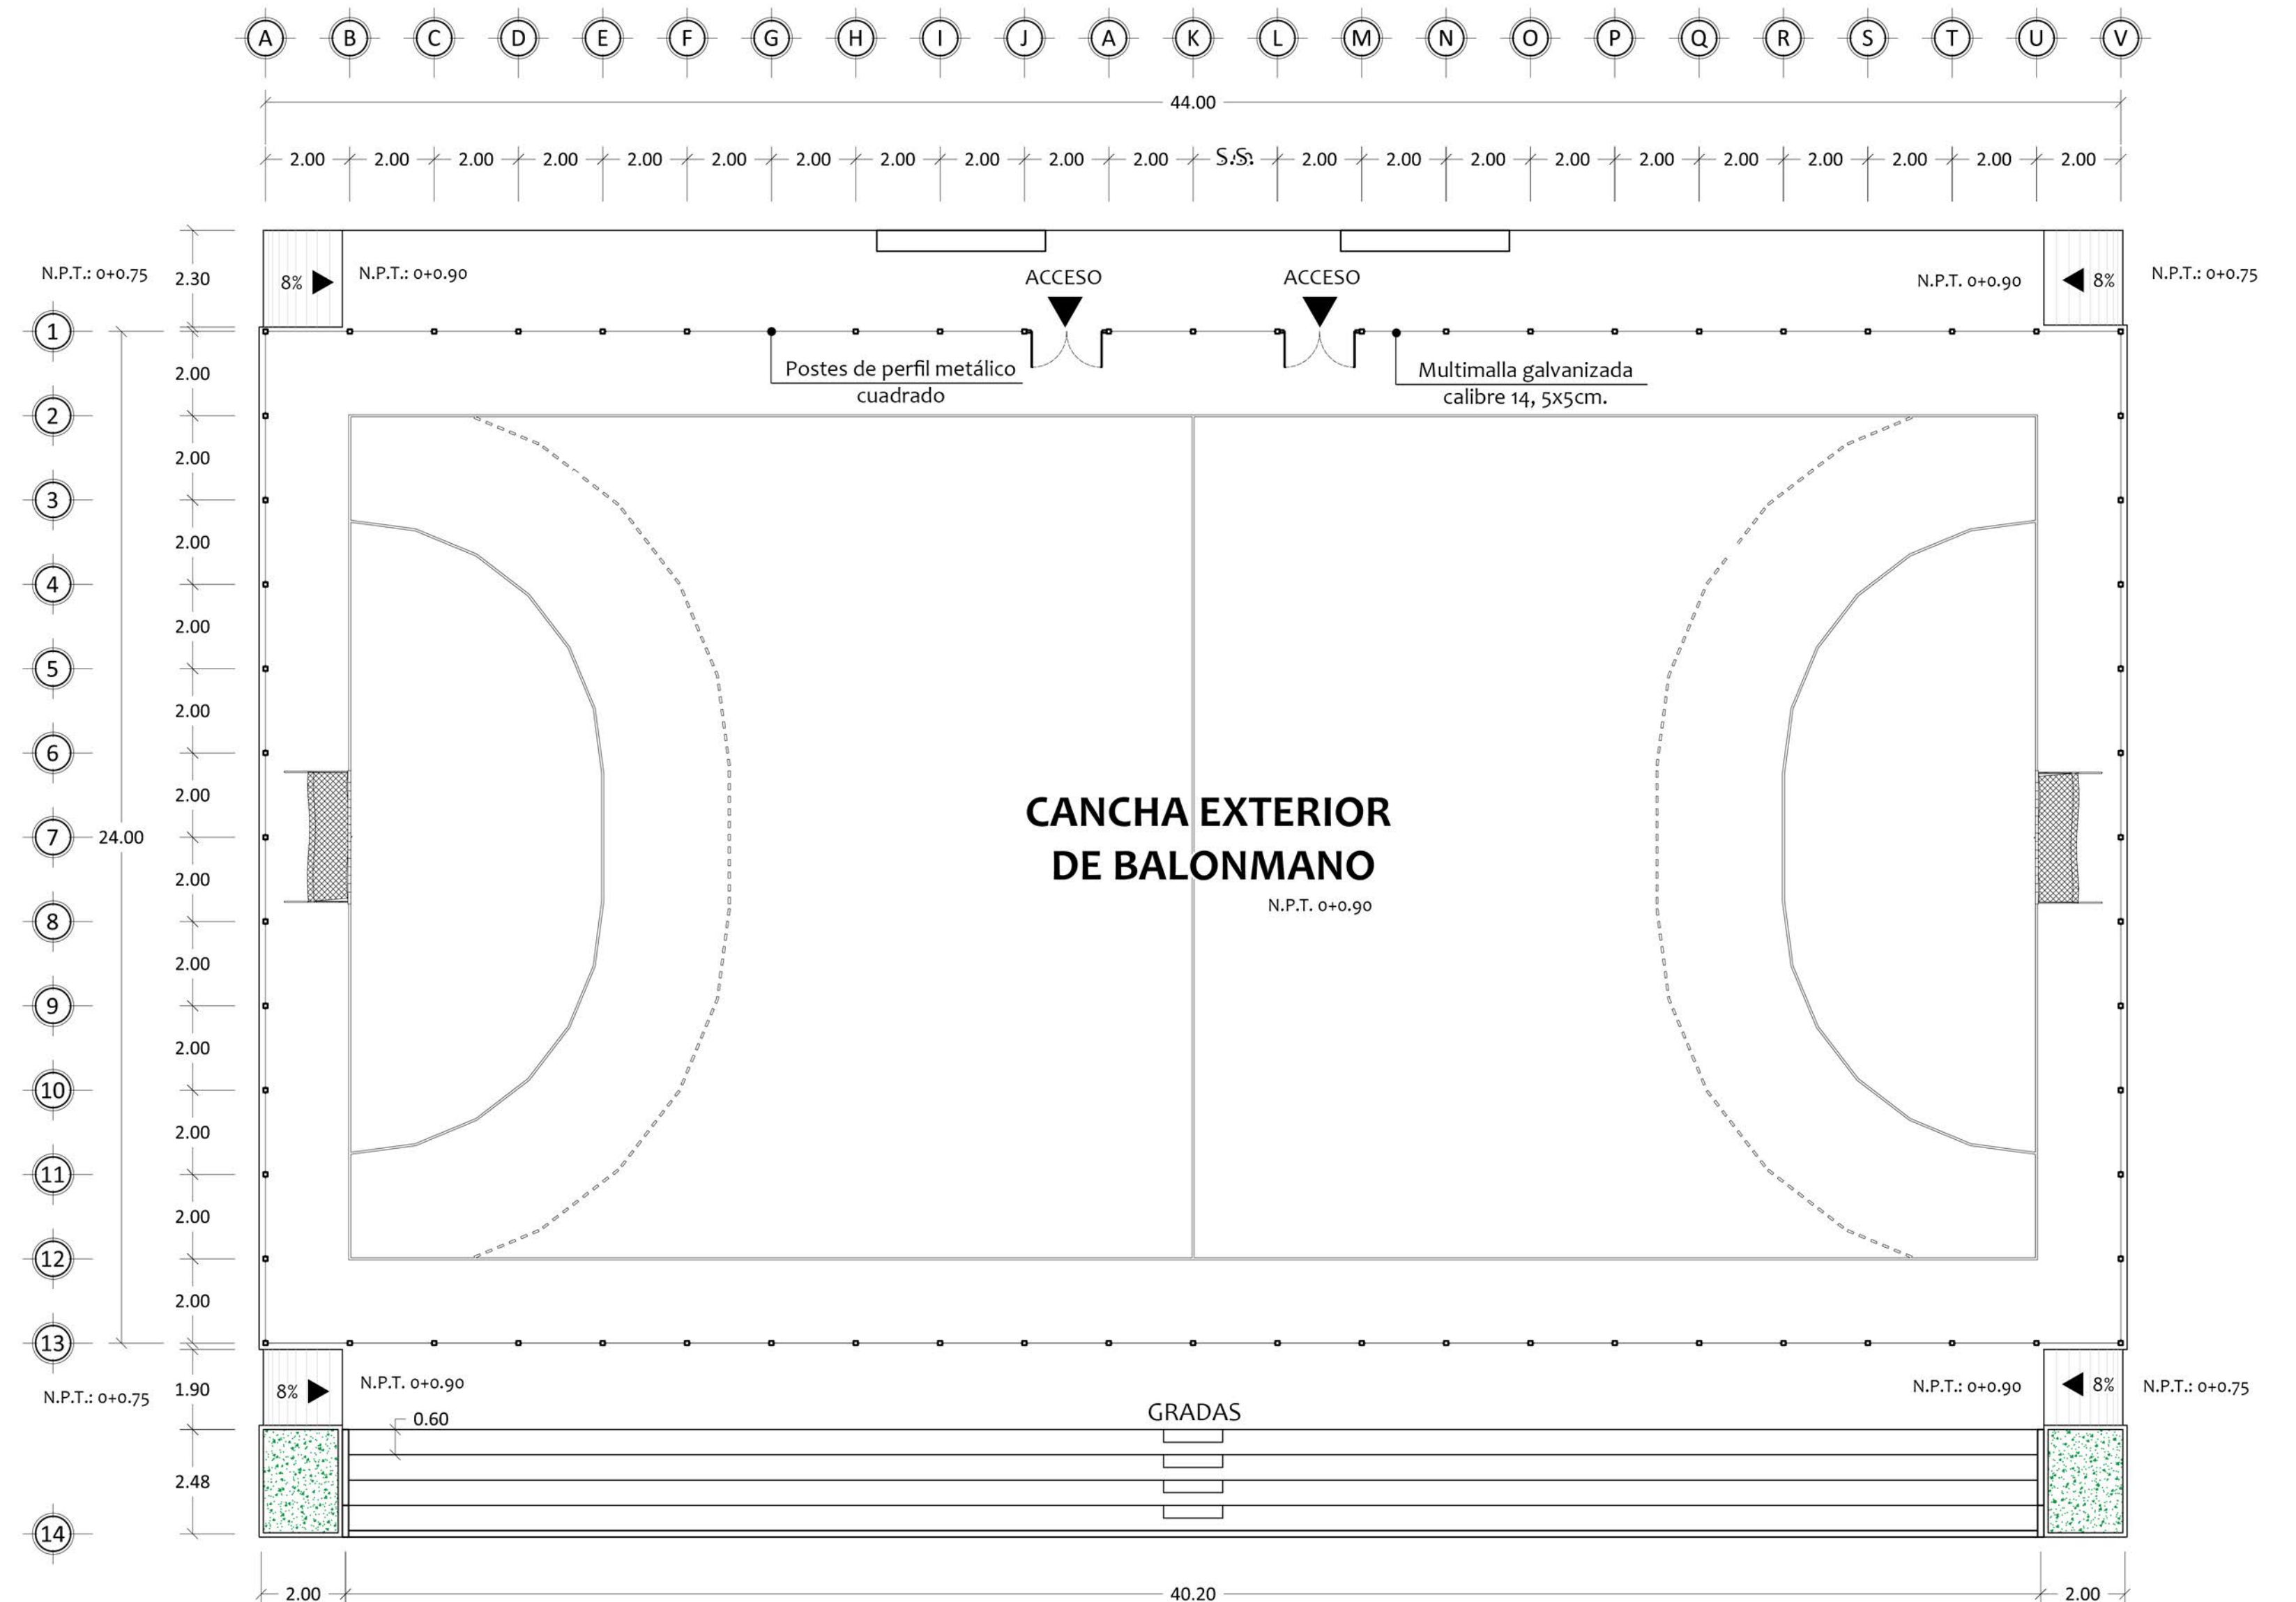 A B C D E F G H I J A K L M N O P Q R S T U V
44.00
2.00 2.00 2.00 2.00 2.00 2.00 2.00 2.00 2.00 2.00 2.00 S.S. 2.00 2.00 2.00 2.00 2.00 2.00 2.00 2.00 2.00 2.00
N.P.T.: 0+0.75 2.30 8% N.P.T.: 0+0.90 ACCESO ACCESO N.P.T. 0+0.90 8% N.P.T.: 0+0.75
1
2.00 Postes de perfil metálico Multimalla galvanizada
cuadrado calibre 14, 5x5cm.
2
2.00
3
2.00
4
2.00
5
2.00
6
2.00
CANCHA EXTERIOR
7 24.00
DE BALONMANO
2.00
N.P.T. 0+0.90
8
2.00
9
2.00
10
2.00
11
2.00
12
2.00
13
N.P.T.: 0+0.75 1.90 8% N.P.T. 0+0.90 N.P.T.: 0+0.90 8% N.P.T.: 0+0.75
0.60 GRADAS
2.48
14
2.00 40.20 2.00